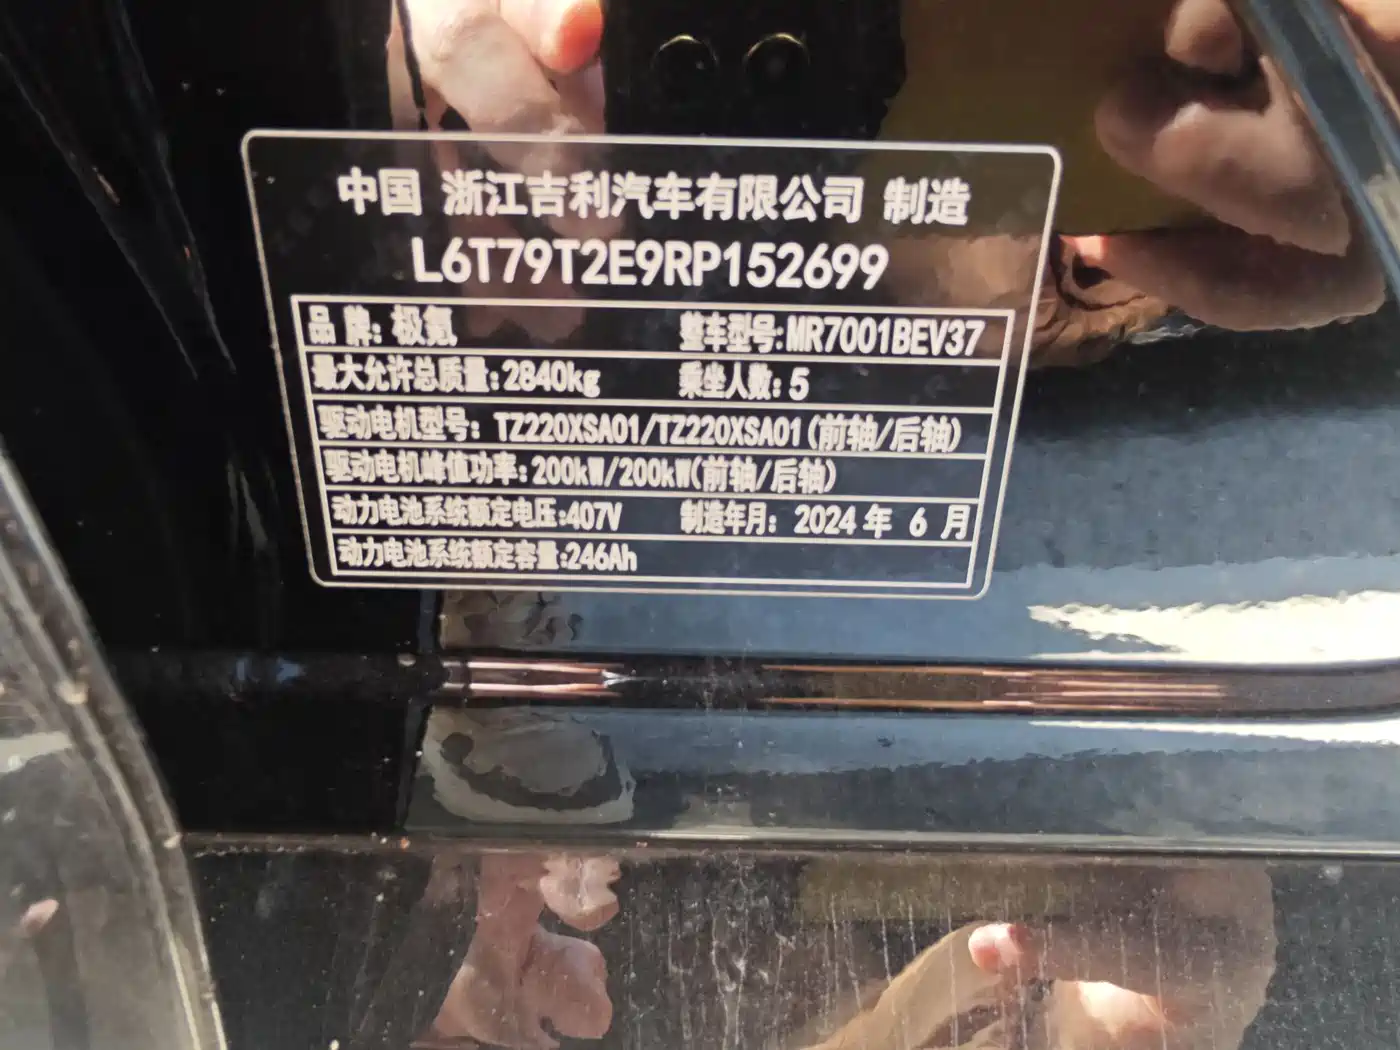 中国 浙江吉利汽车有限公司 制造
L6T79T2E9RP152699
品 牌: 极氪 整车型号:MR7001BEV37
最大允许总质量:2840kg 乘坐人数: 5
驱动电机型号: TZ220XSA01/TZ220XSA01(前轴/后轴)
驱动电机峰值功率:200kW/200kW(前轴/后轴)
动力电池系统额定电压:407V 制造年月: 2024 年 6 月
动力电池系统额定容量:246Ah